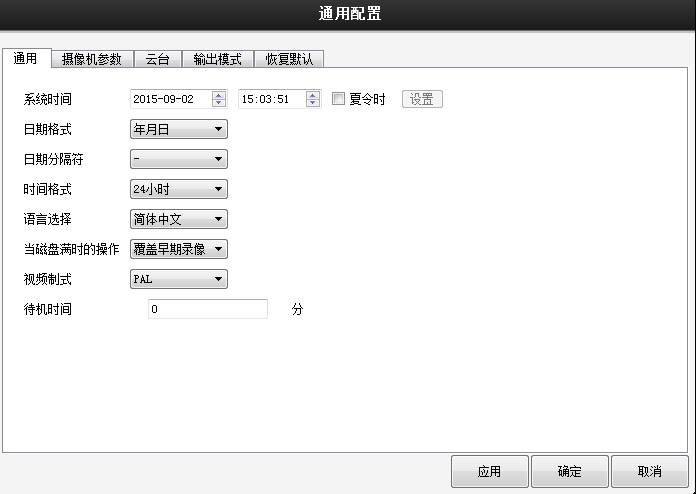 通用配置
通用 摄像机参数 云台 输出模式 恢复默认
系统时间 2015-09-02 15:03:51 夏令时 设置
日期格式 年月日
日期分隔符 -
时间格式 24小时
语言选择 简体中文
当磁盘满时的操作 覆盖早期录像
视频制式 PAL
待机时间 0 分
应用 确定 取消